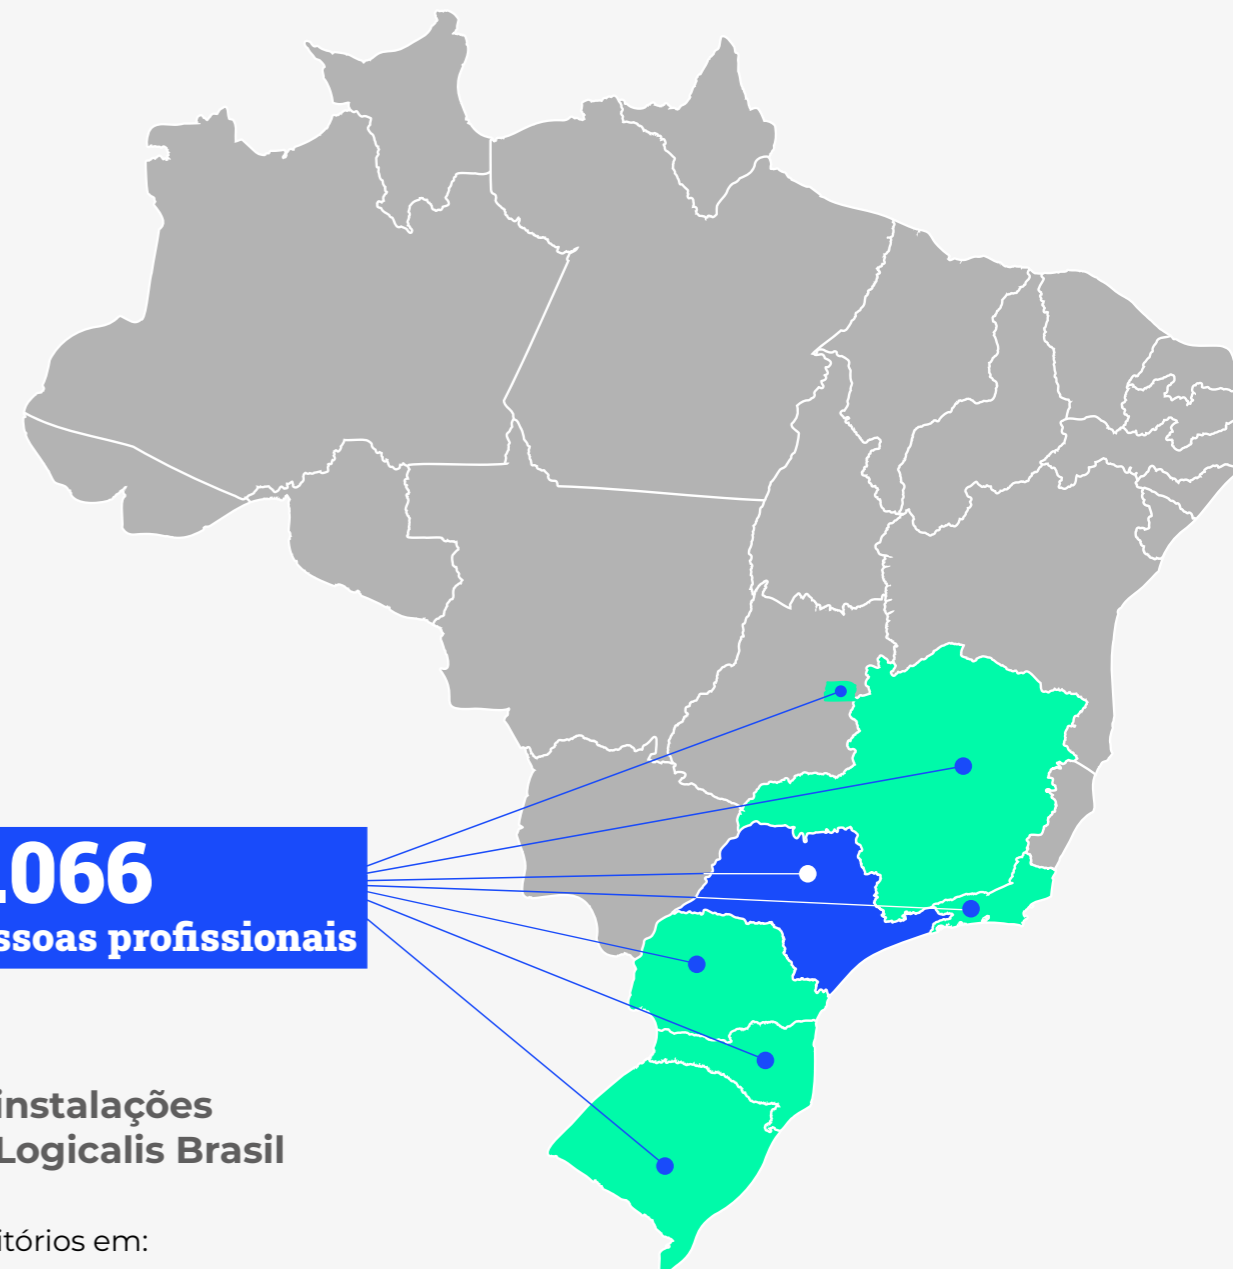 .066
ssoas profissionais
instalações
Logicalis Brasil
itórios em: